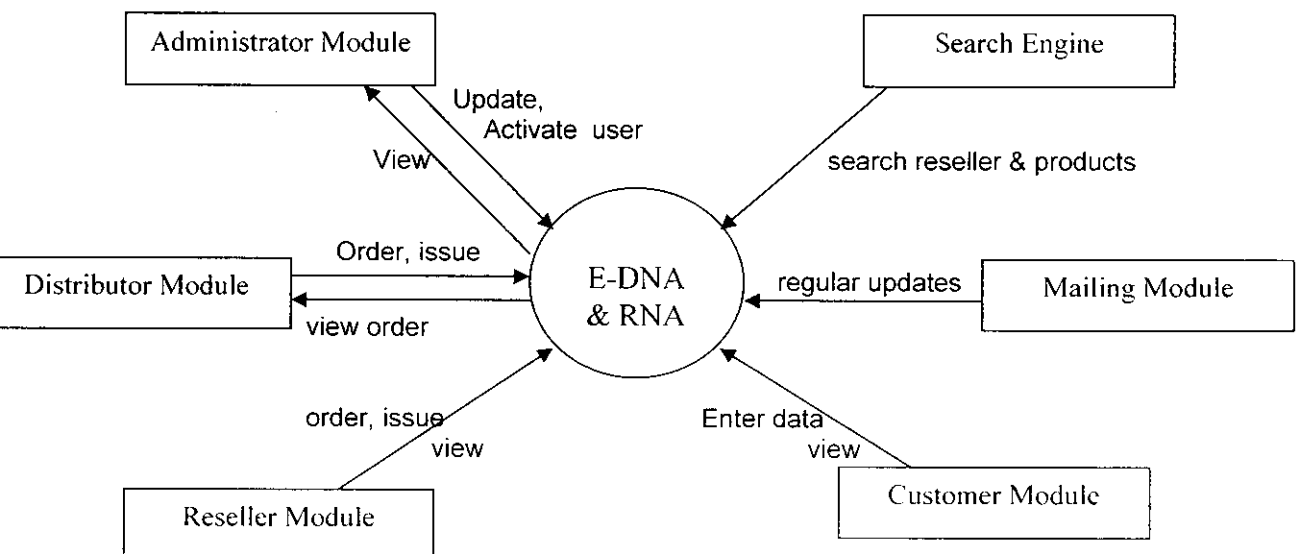 Administrator Module
Search Engine
Update,
Activate user
View
search reseller & products
Order, issue
Distributor Module
view order
E-DNA
& RNA
regular updates
Mailing Module
order, issue
view
Enter data
view
Reseller Module
Customer Module